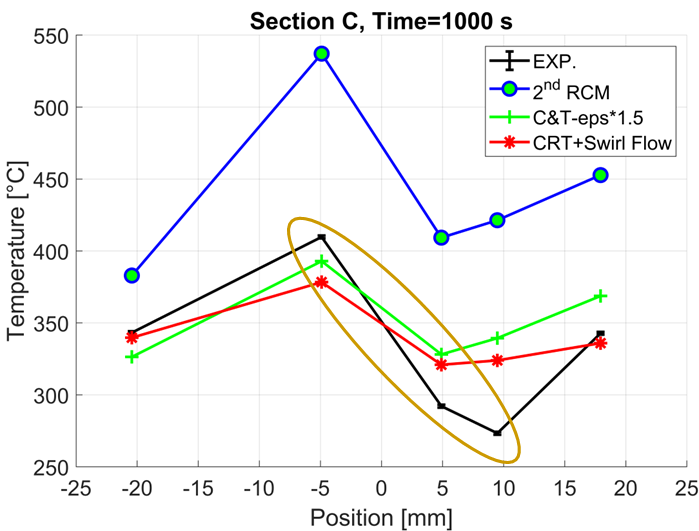 Section C, Time=1000 s
550
500
450
400
350
300
250
Temperature [°C]
EXP.
2nd RCM
C&T-eps*1.5
CRT+Swirl Flow
-25 -20 -15 -10 -5 0 5 10 15 20 25
Position [mm]